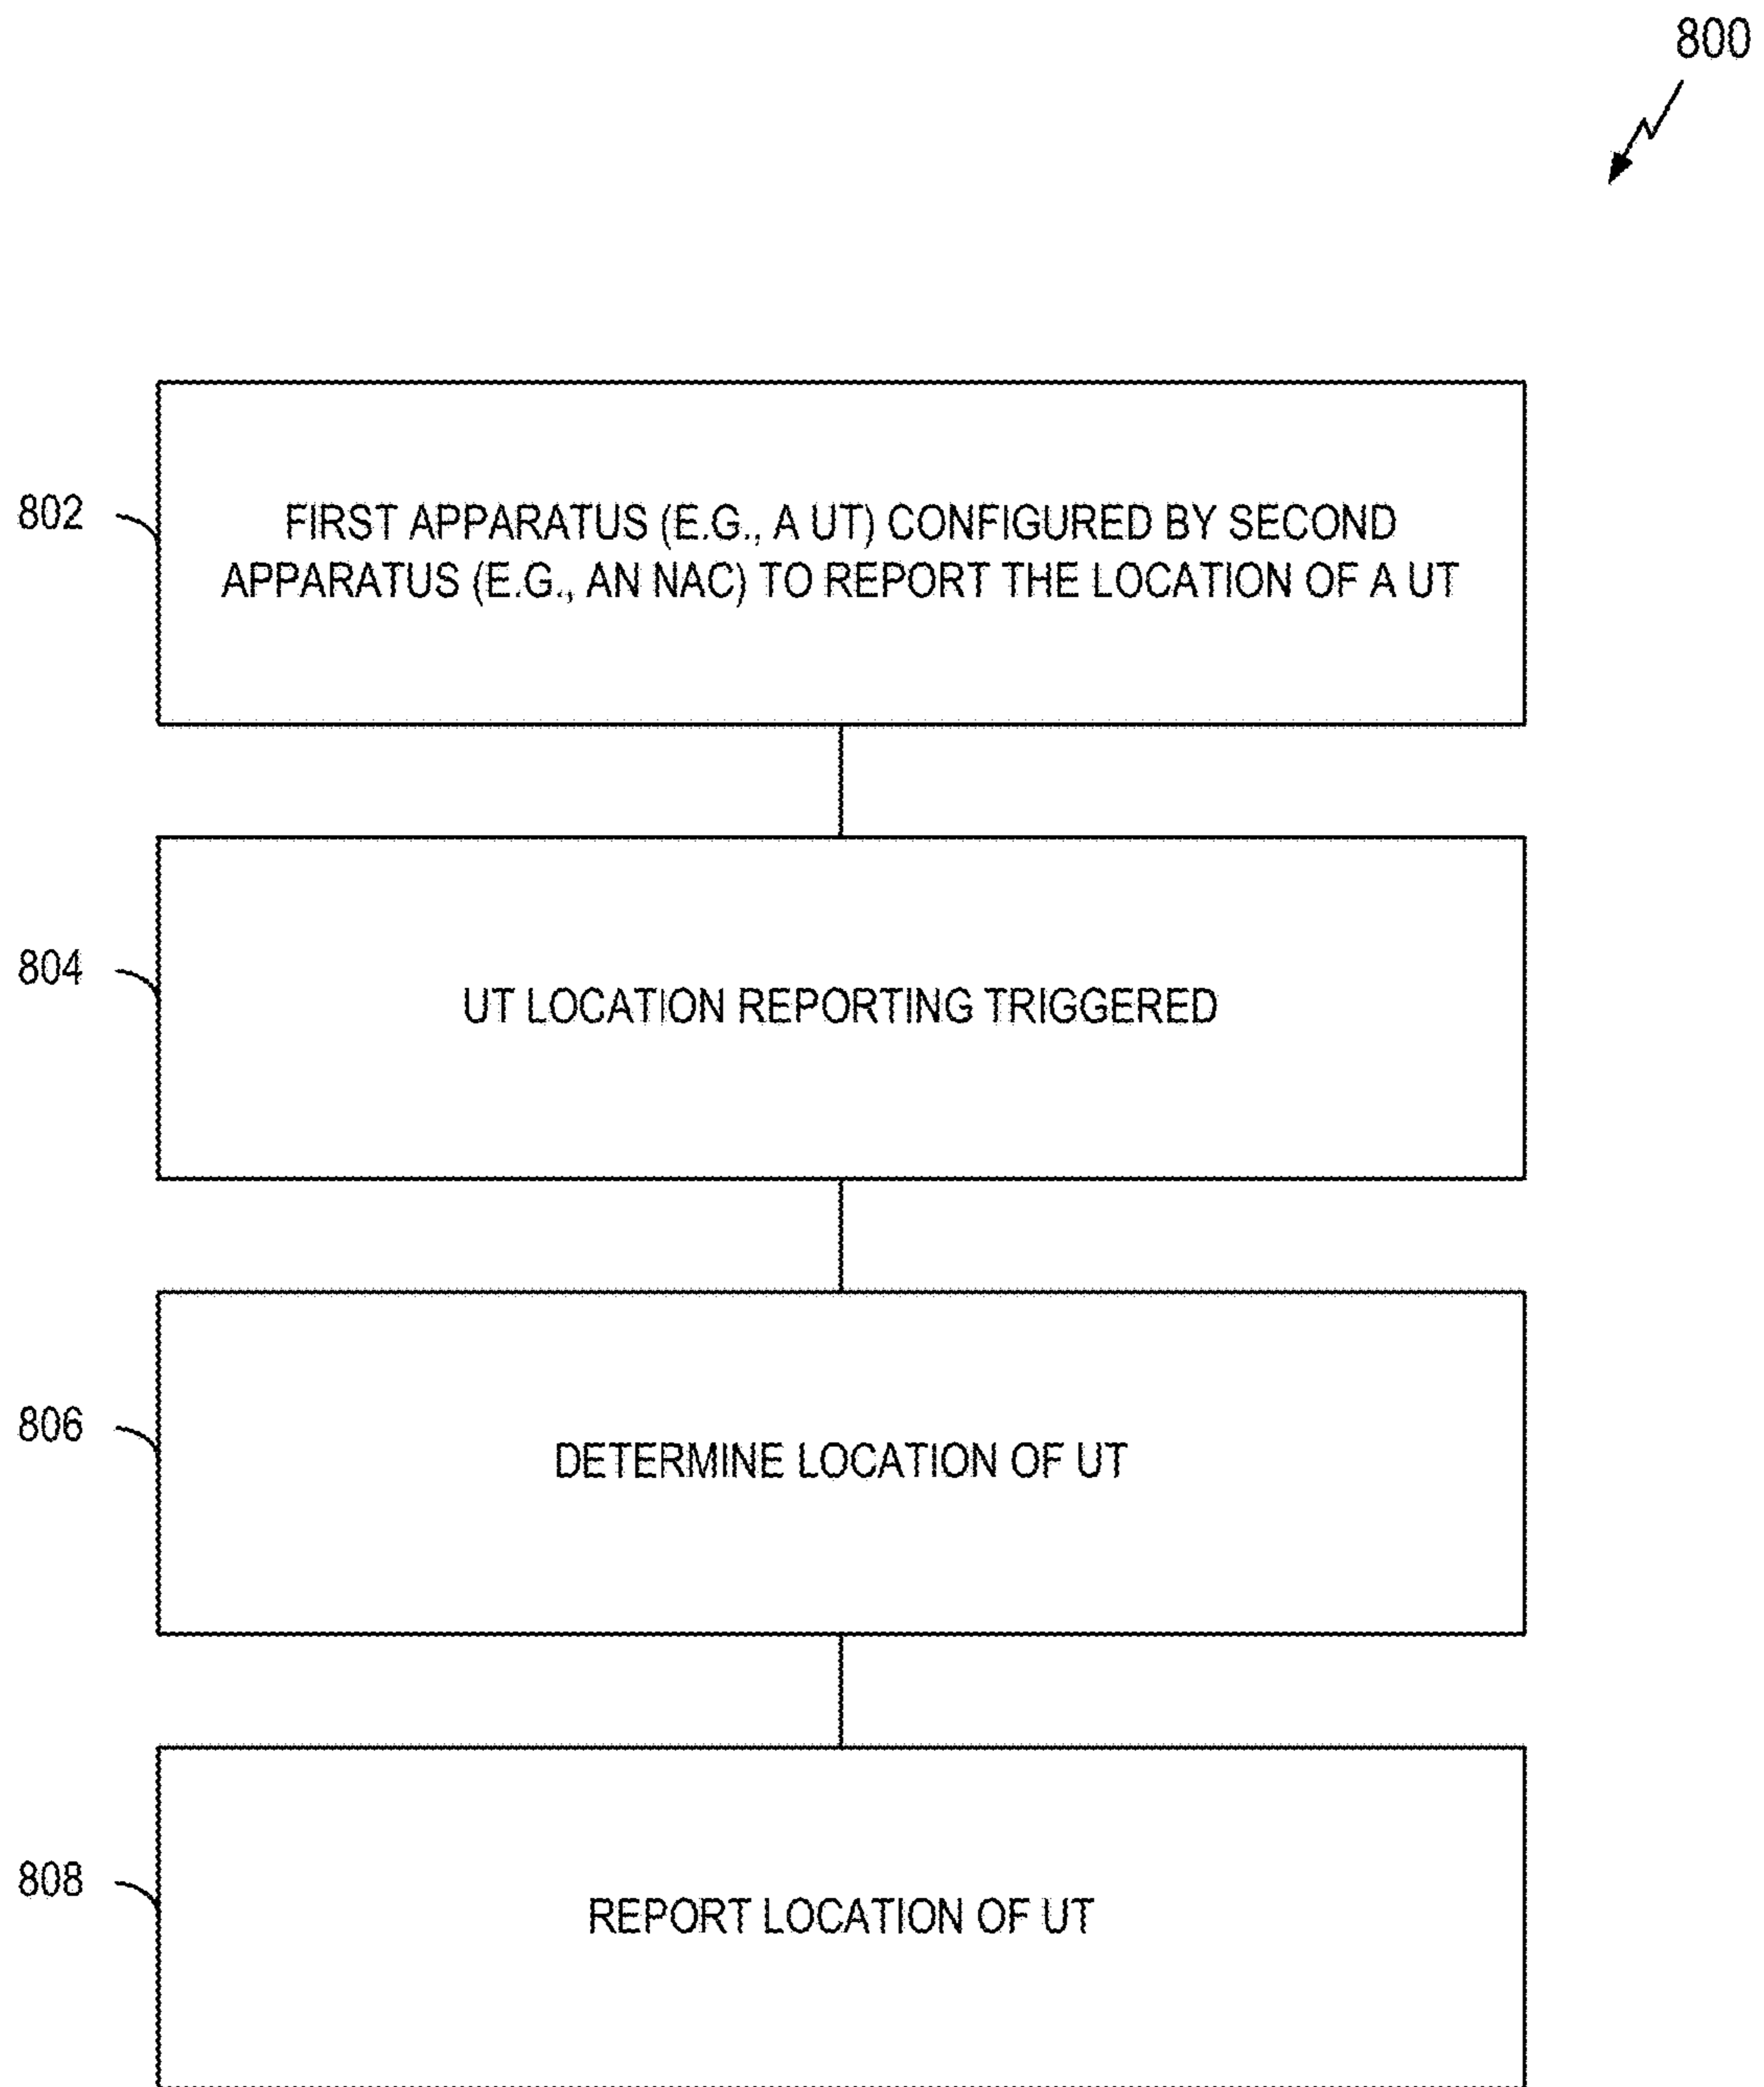 800
802
FIRST APPARATUS (E.G., A UT) CONFIGURED BY SECOND
APPARATUS (E.G., AN NAC) TO REPORT THE LOCATION OF A UT
804
UT LOCATION REPORTING TRIGGERED
806
DETERMINE LOCATION OF UT
808
REPORT LOCATION OF UT